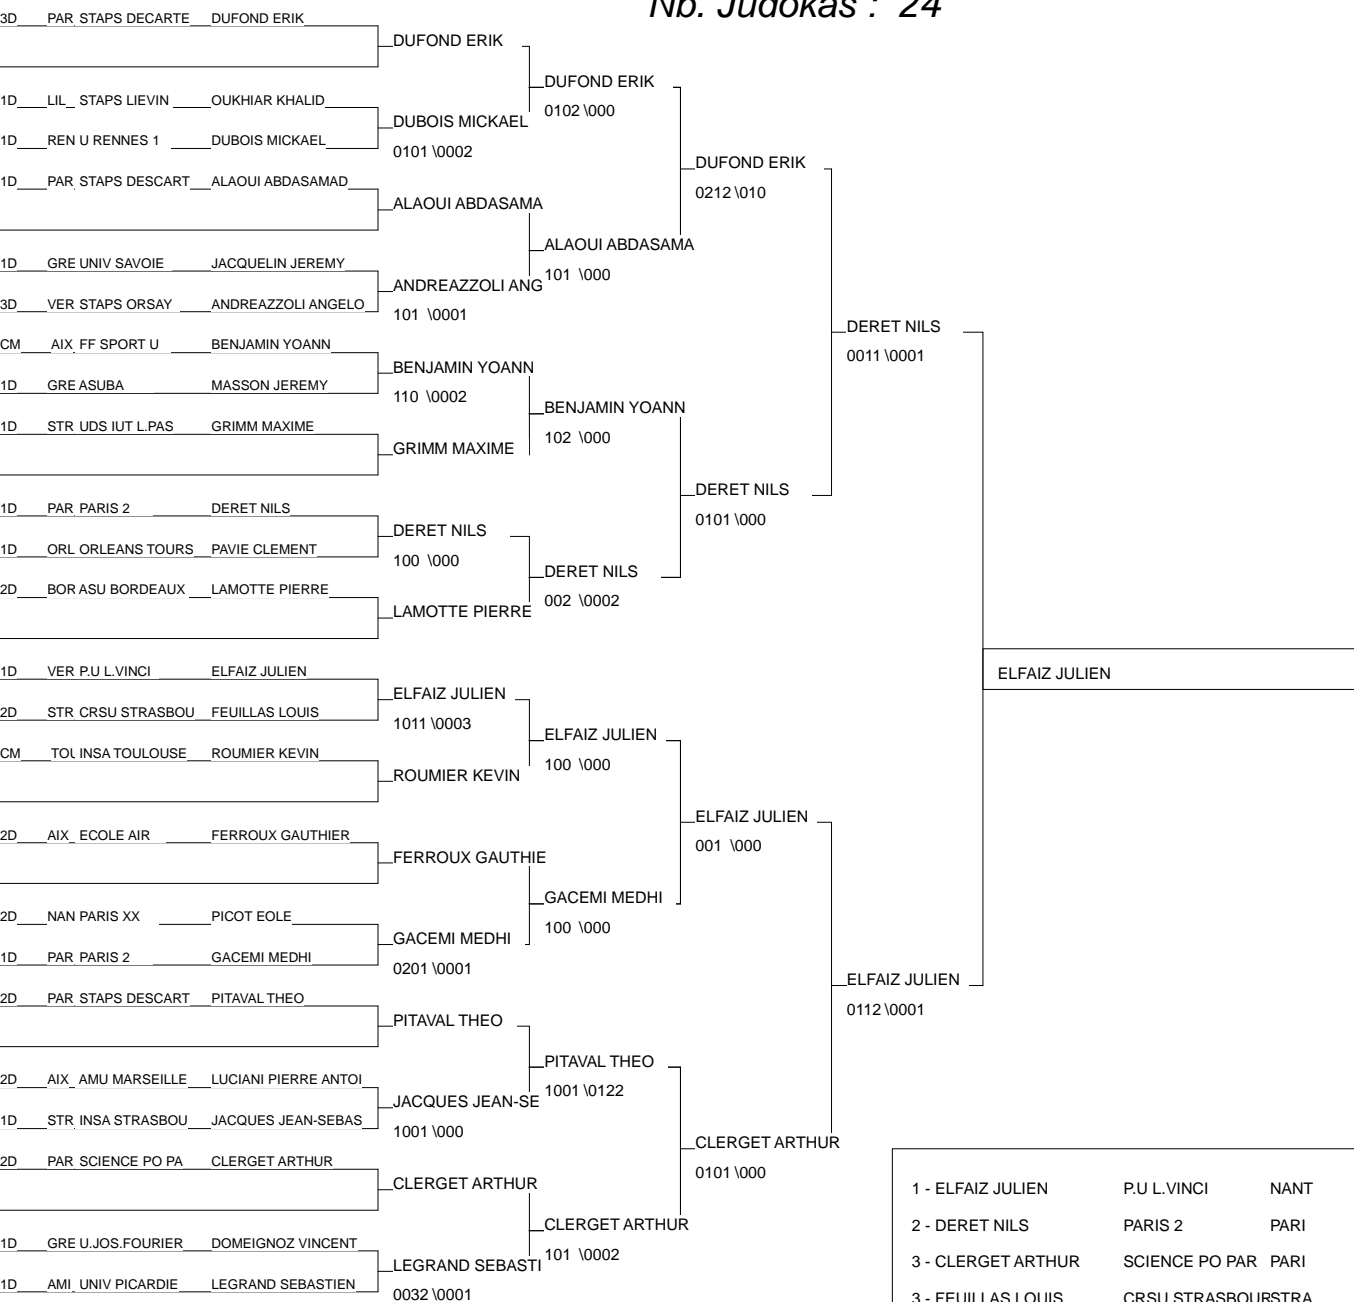 Nb. Judokas : 24
3D PAR STAPS DECARTE DUFOND ERIK
DUFOND ERIK
DUFOND ERIK
0102 \000
1D LIL STAPS LIEVIN OUKHIAR KHALID
DUBOIS MICKAEL
0101 \0002
1D REN U RENNES 1 DUBOIS MICKAEL
DUFOND ERIK
0212 \010
1D PAR STAPS DESCART ALAOUI ABDASAMAD
ALAOUI ABDASAMA
ALAOUI ABDASAMA
101 \000
1D GRE UNIV SAVOIE JACQUELIN JEREMY
ANDREAZZOLI ANG
101 \0001
3D VER STAPS ORSAY ANDREAZZOLI ANGELO
DERET NILS
0011 \0001
CM AIX FF SPORT U BENJAMIN YOANN
BENJAMIN YOANN
110 \0002
1D GRE ASUBA MASSON JEREMY
BENJAMIN YOANN
102 \000
1D STR UDS IUT L.PAS GRIMM MAXIME
GRIMM MAXIME
DERET NILS
0101 \000
1D PAR PARIS 2 DERET NILS
DERET NILS
100 \000
1D ORL ORLEANS TOURS PAVIE CLEMENT
DERET NILS
002 \0002
2D BOR ASU BORDEAUX LAMOTTE PIERRE
LAMOTTE PIERRE
ELFAIZ JULIEN
1D VER P.U L.VINCI ELFAIZ JULIEN
ELFAIZ JULIEN
1011 \0003
2D STR CRSU STRASBOU FEUILLAS LOUIS
ELFAIZ JULIEN
100 \000
CM TOU INSA TOULOUSE ROUMIER KEVIN
ROUMIER KEVIN
ELFAIZ JULIEN
001 \000
2D AIX ECOLE AIR FERROUX GAUTHIER
FERROUX GAUTHIE
GACEMI MEDHI
100 \000
2D NAN PARIS XX PICOT EOLE
GACEMI MEDHI
0201 \0001
1D PAR PARIS 2 GACEMI MEDHI
ELFAIZ JULIEN
0112 \0001
2D PAR STAPS DESCART PITAVAL THEO
PITAVAL THEO
PITAVAL THEO
1001 \0122
2D AIX AMU MARSEILLE LUCIANI PIERRE ANTOI
JACQUES JEAN-SE
1001 \000
1D STR INSA STRASBOU JACQUES JEAN-SEBAS
CLERGET ARTHUR
0101 \000
2D PAR SCIENCE PO PA CLERGET ARTHUR
CLERGET ARTHUR
CLERGET ARTHUR
101 \0002
1D GRE U.JOS.FOURIER DOMEIGNOZ VINCENT
LEGRAND SEBASTI
0032 \0001
1D AMI UNIV PICARDIE LEGRAND SEBASTIEN
1 - ELFAIZ JULIEN P.U L.VINCI NANT
2 - DERET NILS PARIS 2 PARI
3 - CLERGET ARTHUR SCIENCE PO PAR PARI
3 - FEUILLAS LOUIS CRSU STRASBOURSTRA